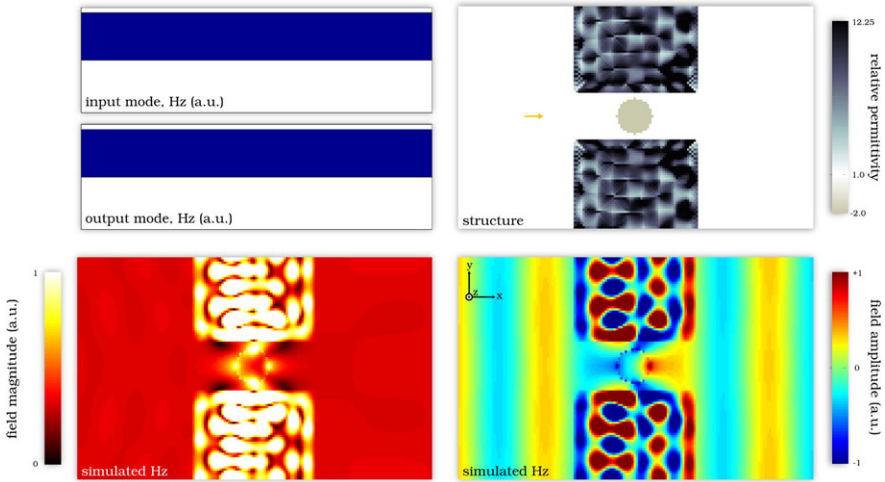 input mode, Hz (a.u.)
output mode, Hz (a.u.)
structure
12.25
1.0
-2.0
relative permittivity
1
0
field magnitude (a.u.)
simulated Hz
y
z
x
simulated Hz
+1
0
-1
field amplitude (a.u.)